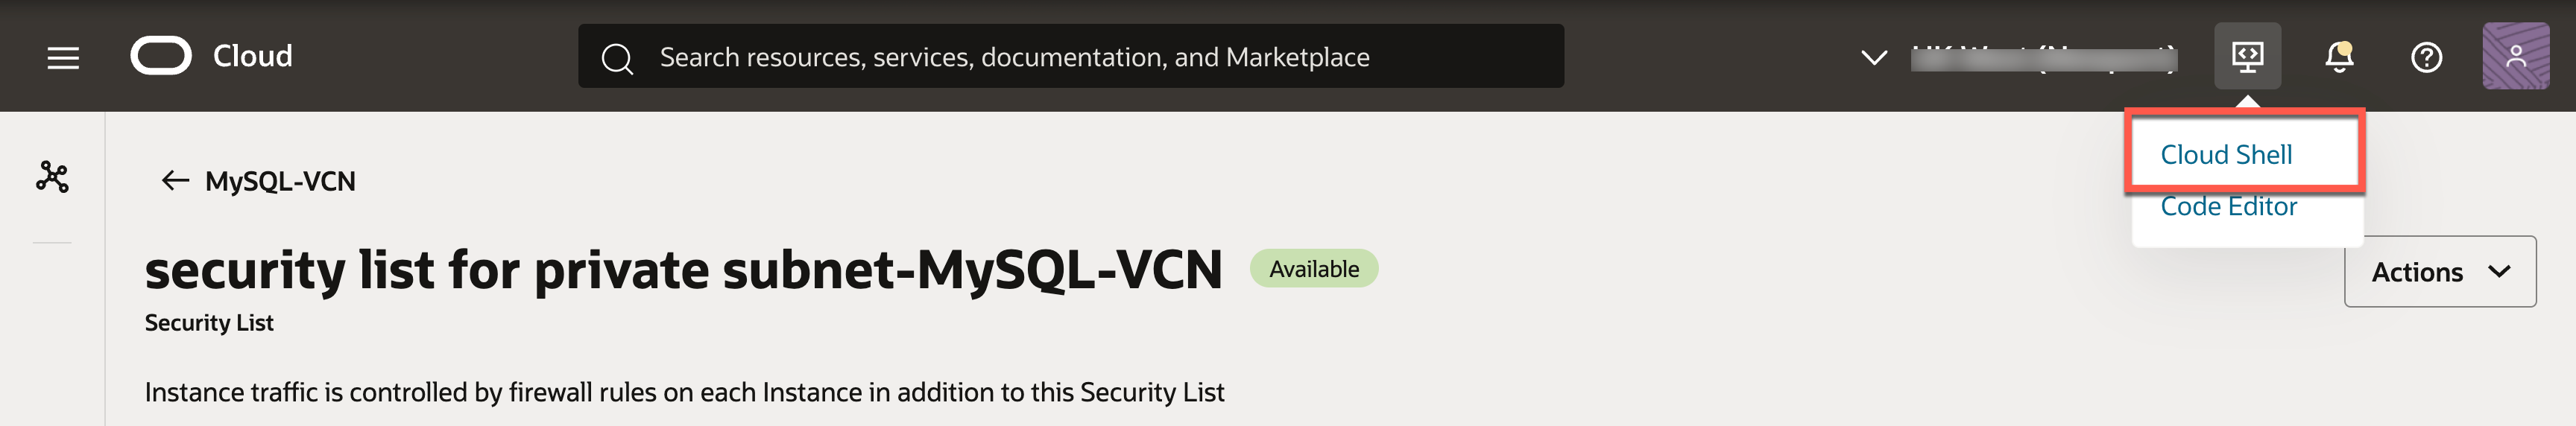 Cloud
Search resources, services, documentation, and Marketplace
Cloud Shell
Code Editor
MySQL-VCN
security list for private subnet-MySQL-VCN
Available
Actions
Security List
Instance traffic is controlled by firewall rules on each Instance in addition to this Security List